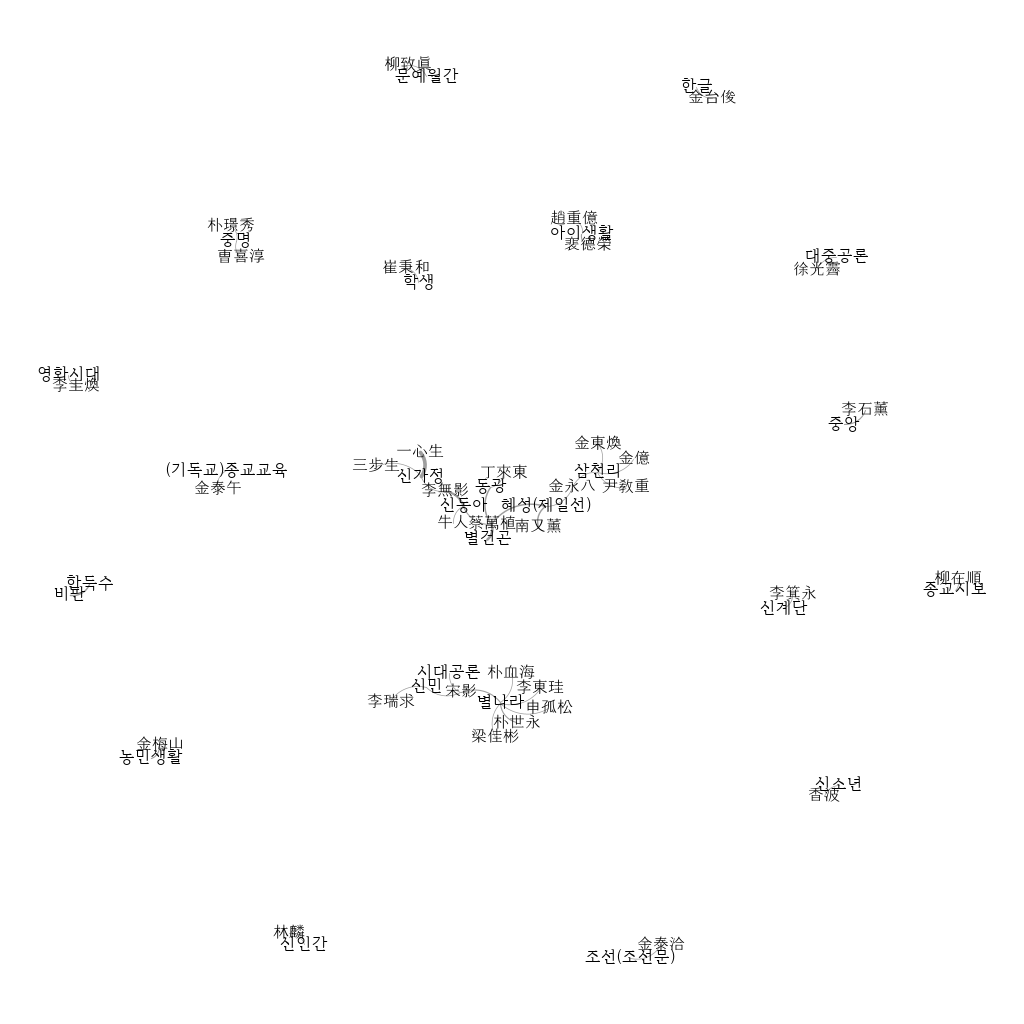 柳致眞
문예월간
한글
金台俊
朴璟秀
중명
曺喜淳
趙重億
아이생활
裵德榮
崔秉和
학생
대중공론
徐光霽
영화시대
李圭煥
李石薰
중앙
金東煥
一心生
金億
三步生
(기독교)종교교육
丁來東
삼천리
신가정
金泰午
동광
金永八
尹敎重
李無影
신동아
혜성(제일선)
牛人
蔡萬植
南又薰
별건곤
한득수
비판
柳在順
종교시보
李箕永
신계단
시대공론
朴血海
신민
宋影
李東珪
李瑞求
별나라
申孤松
朴世永
梁佳彬
金梅山
농민생활
신소년
香波
林麟
신인간
金泰洽
조선(조선문)